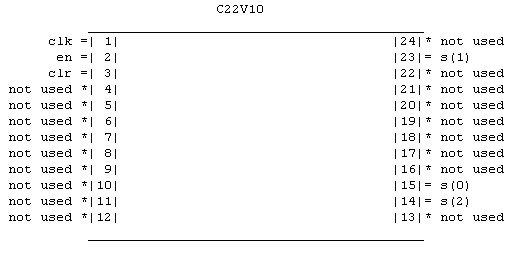 C22V10
clk =| 1| |24|* not used
en =| 2| |23|= s(1)
clr =| 3| |22|* not used
not used *| 4| |21|* not used
not used *| 5| |20|* not used
not used *| 6| |19|* not used
not used *| 7| |18|* not used
not used *| 8| |17|* not used
not used *| 9| |16|* not used
not used *|10| |15|= s(0)
not used *|11| |14|= s(2)
not used *|12| |13|* not used